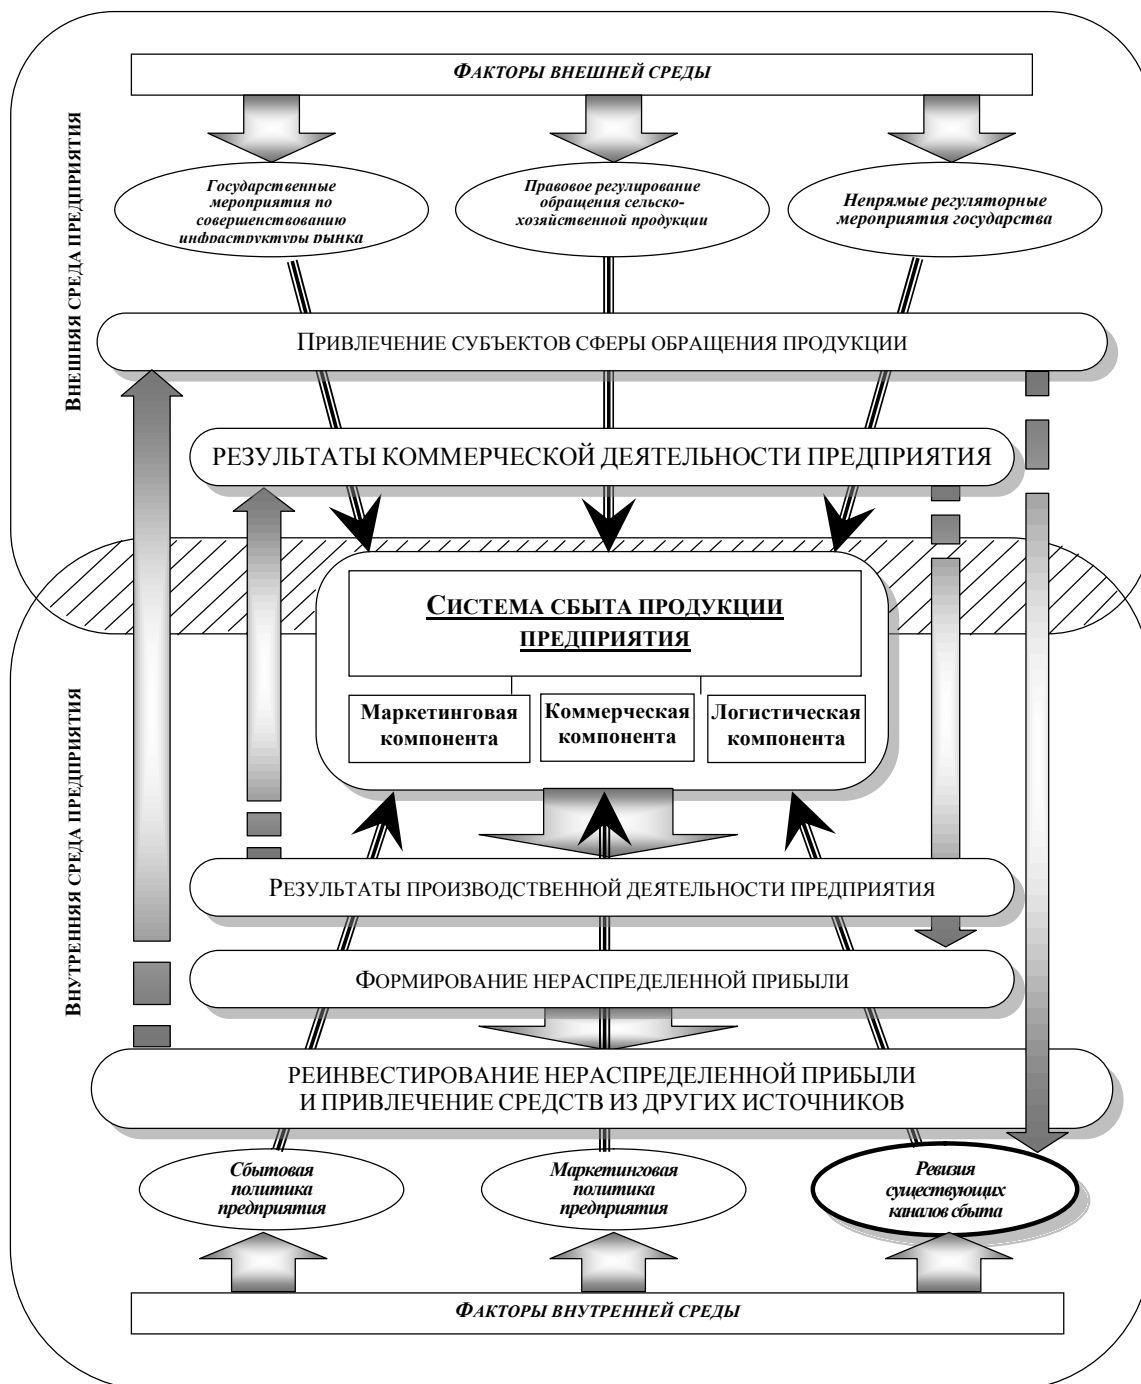 ФАКТОРЫ ВНЕШНЕЙ СРЕДЫ
ВНЕШНЯЯ СРЕДА ПРЕДПРИЯТИЯ
Государственные
мероприятия по
совершенствованию
инфраструктуры рынка
Правовое регулирование
обращения сельско-
хозяйственной продукции
Непрямые регуляторные
мероприятия государства
ПРИВЛЕЧЕНИЕ СУБЪЕКТОВ СФЕРЫ ОБРАЩЕНИЯ ПРОДУКЦИИ
РЕЗУЛЬТАТЫ КОММЕРЧЕСКОЙ ДЕЯТЕЛЬНОСТИ ПРЕДПРИЯТИЯ
СИСТЕМА СБЫТА ПРОДУКЦИИ
ПРЕДПРИЯТИЯ
Маркетинговая
компонента
Коммерческая
компонента
Логистическая
компонента
ВНУТРЕННЯЯ СРЕДА ПРЕДПРИЯТИЯ
РЕЗУЛЬТАТЫ ПРОИЗВОДСТВЕННОЙ ДЕЯТЕЛЬНОСТИ ПРЕДПРИЯТИЯ
ФОРМИРОВАНИЕ НЕРАСПРЕДЕЛЕННОЙ ПРИБЫЛИ
РЕИНВЕСТИРОВАНИЕ НЕРАСПРЕДЕЛЕННОЙ ПРИБЫЛИ
И ПРИВЛЕЧЕНИЕ СРЕДСТВ ИЗ ДРУГИХ ИСТОЧНИКОВ
Сбытовая
политика
предприятия
Маркетинговая
политика
предприятия
Ревизия
существующих
каналов сбыта
ФАКТОРЫ ВНУТРЕННЕЙ СРЕДЫ